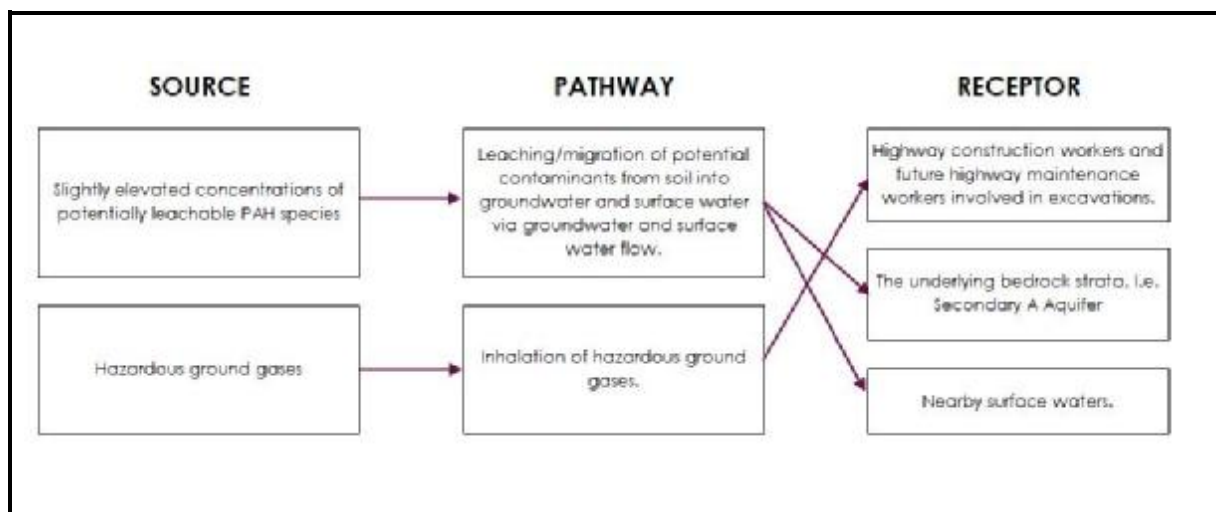 SOURCE
PATHWAY
RECEPTOR
Slightly elevated concentrations of
potentially leachable PAH species
Leaching/migration of potential
contaminants from soil into
groundwater and surface water
via groundwater and surface
water flow.
Highway construction workers and
future highway maintenance
workers involved in excavations.
The underlying bedrock strata, i.e.
Secondary A Aquifer
Hazardous ground gases
Inhalation of hazardous ground
gases.
Nearby surface waters.